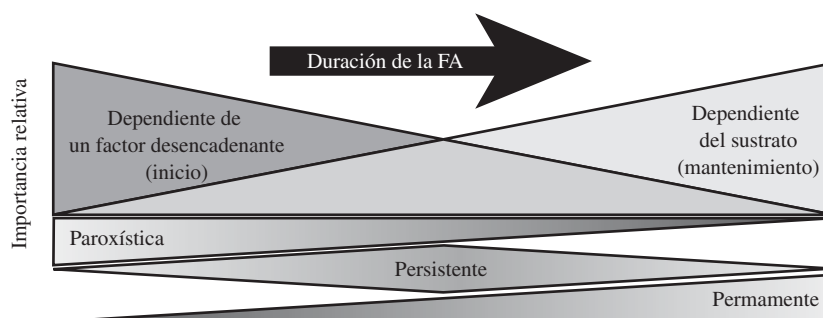 Duración de la FA
Importancia relativa
Dependiente de
un factor desencadenante
(inicio)
Dependiente
del sustrato
(mantenimiento)
Paroxística
Persistente
Permamente